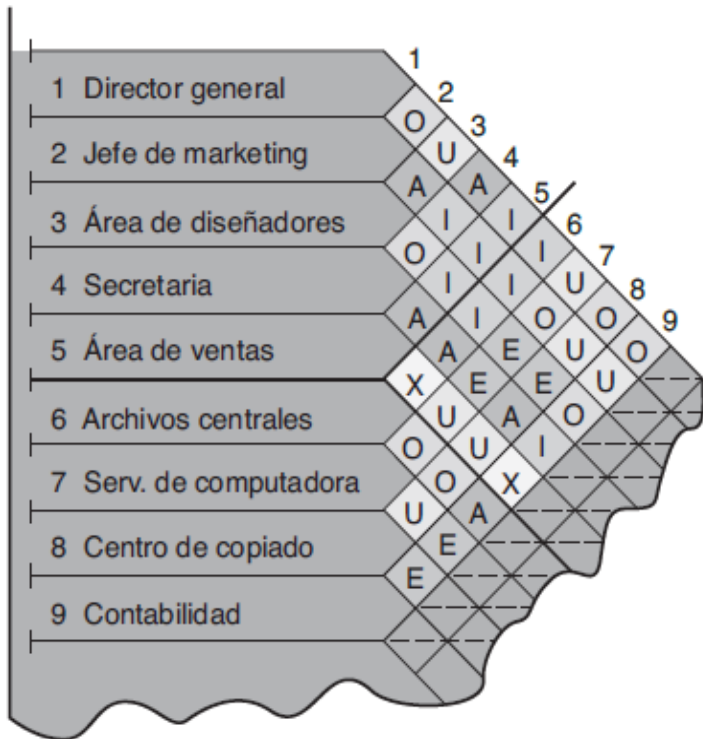 1
1 Director general 2
O 3
2 Jefe de marketing U 4
A A 5
3 Área de diseñadores I I 6
O I I 7
4 Secretaria I I U 8
A I O O 9
5 Área de ventas A E U O
X E E U
6 Archivos centrales U A O
O U I
7 Serv. de computadora O X
U A
8 Centro de copiado E
E
9 Contabilidad